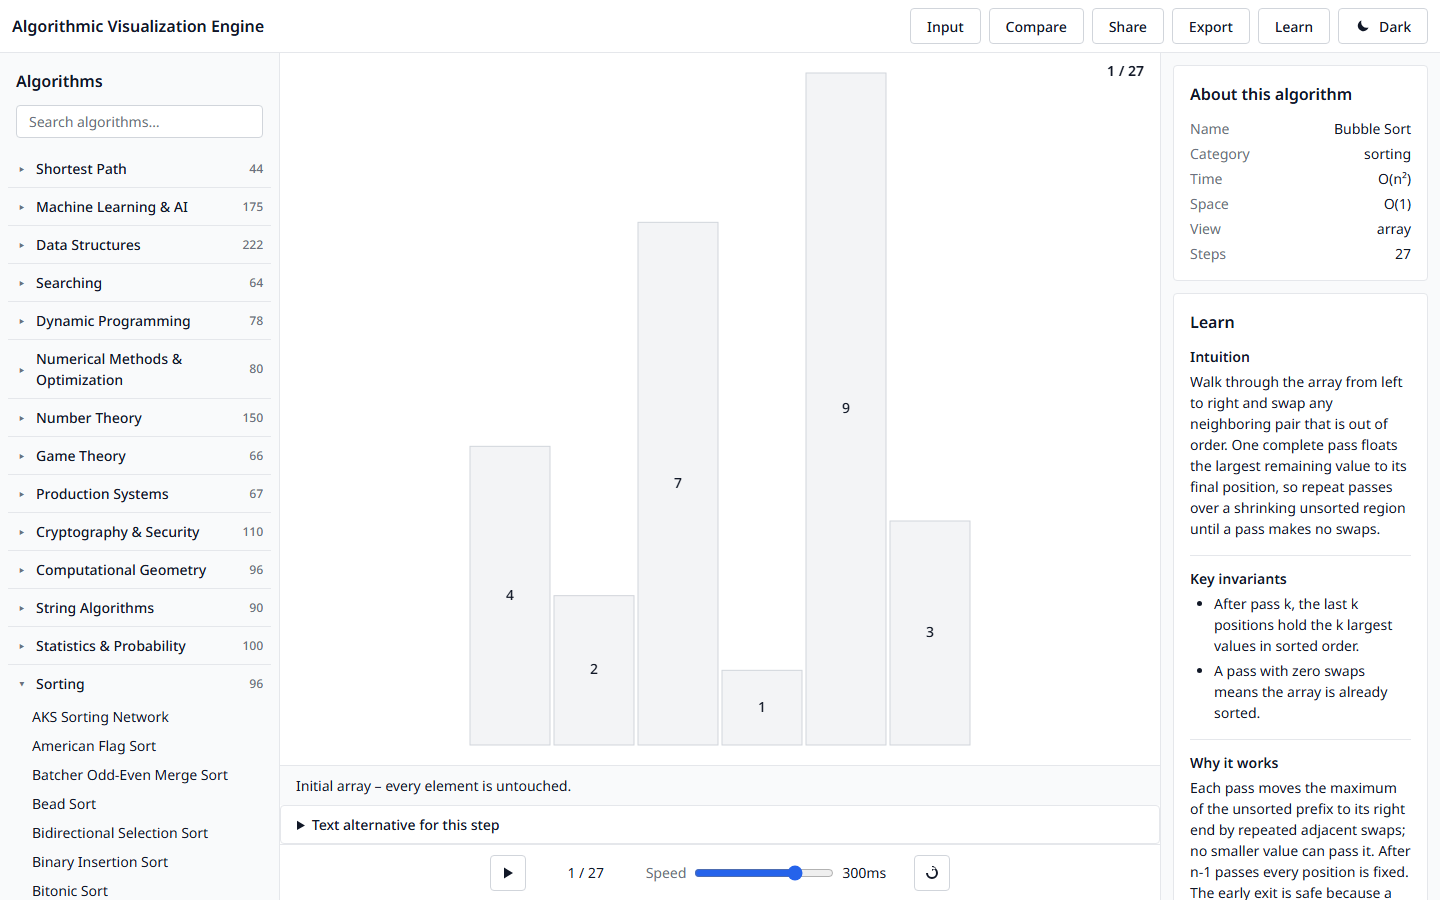 Algorithmic Visualization Engine
Input
Compare
Share
Export
Learn
Dark
Algorithms
Search algorithms...
Shortest Path 44
Machine Learning & AI 175
Data Structures 222
Searching 64
Dynamic Programming 78
Numerical Methods &
Optimization 80
Number Theory 150
Game Theory 66
Production Systems 67
Cryptography & Security 110
Computational Geometry 96
String Algorithms 90
Statistics & Probability 100
Sorting 96
AKS Sorting Network
American Flag Sort
Batcher Odd-Even Merge Sort
Bead Sort
Bidirectional Selection Sort
Binary Insertion Sort
Bitonic Sort
1 / 27
4
2
7
1
9
3
Initial array – every element is untouched.
Text alternative for this step
1 / 27
Speed
300ms
About this algorithm
Name Bubble Sort
Category sorting
Time O(n²)
Space O(1)
View array
Steps 27
Learn
Intuition
Walk through the array from left
to right and swap any
neighboring pair that is out of
order. One complete pass floats
the largest remaining value to its
final position, so repeat passes
over a shrinking unsorted region
until a pass makes no swaps.
Key invariants
• After pass k, the last k
positions hold the k largest
values in sorted order.
• A pass with zero swaps
means the array is already
sorted.
Why it works
Each pass moves the maximum
of the unsorted prefix to its right
end by repeated adjacent swaps;
no smaller value can pass it. After
n-1 passes every position is fixed.
The early exit is safe because a